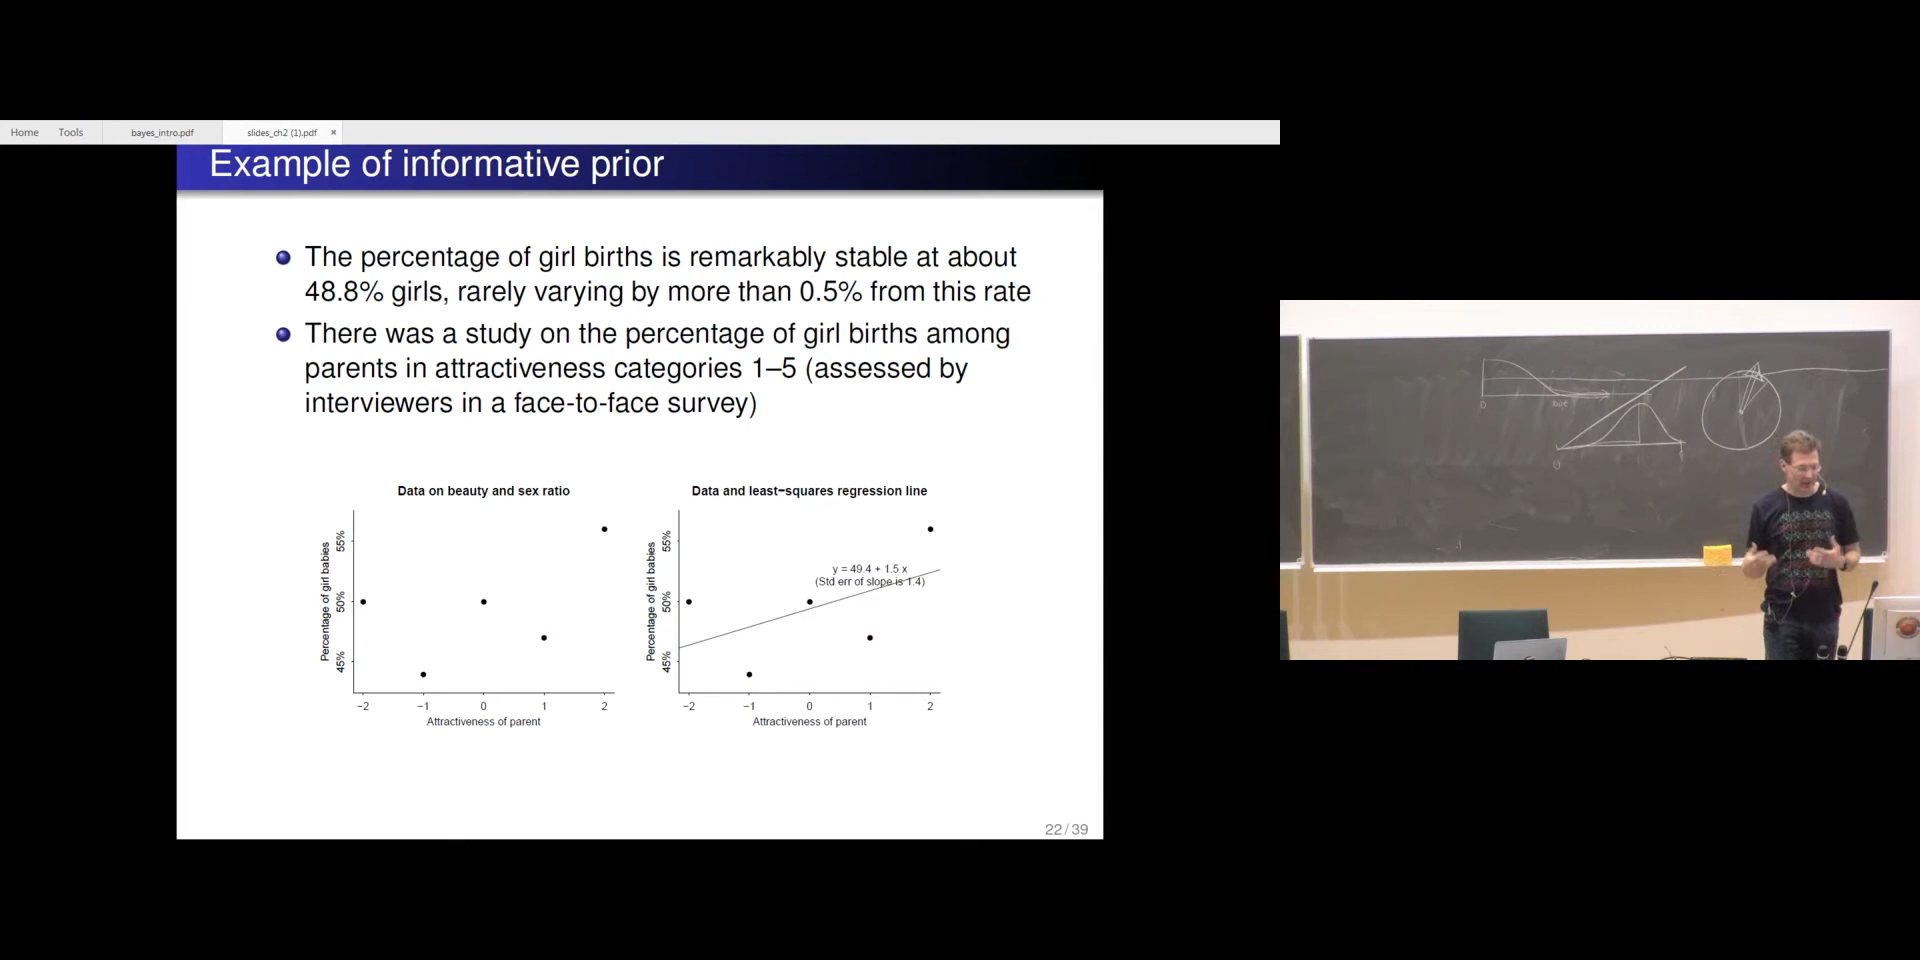 Home Tools bayes_intro.pdf slides_ch2 (1).pdf ×
Example of informative prior
The percentage of girl births is remarkably stable at about
48.8% girls, rarely varying by more than 0.5% from this rate
There was a study on the percentage of girl births among
parents in attractiveness categories 1–5 (assessed by
interviewers in a face-to-face survey)
Data on beauty and sex ratio
Percentage of girl babies
55%
50%
45%
−2 −1 0 1 2
Attractiveness of parent
Data and least−squares regression line
y = 49.4 + 1.5 x
(Std err of slope is 1.4)
Percentage of girl babies
55%
50%
45%
−2 −1 0 1 2
Attractiveness of parent
22 / 39
0
0